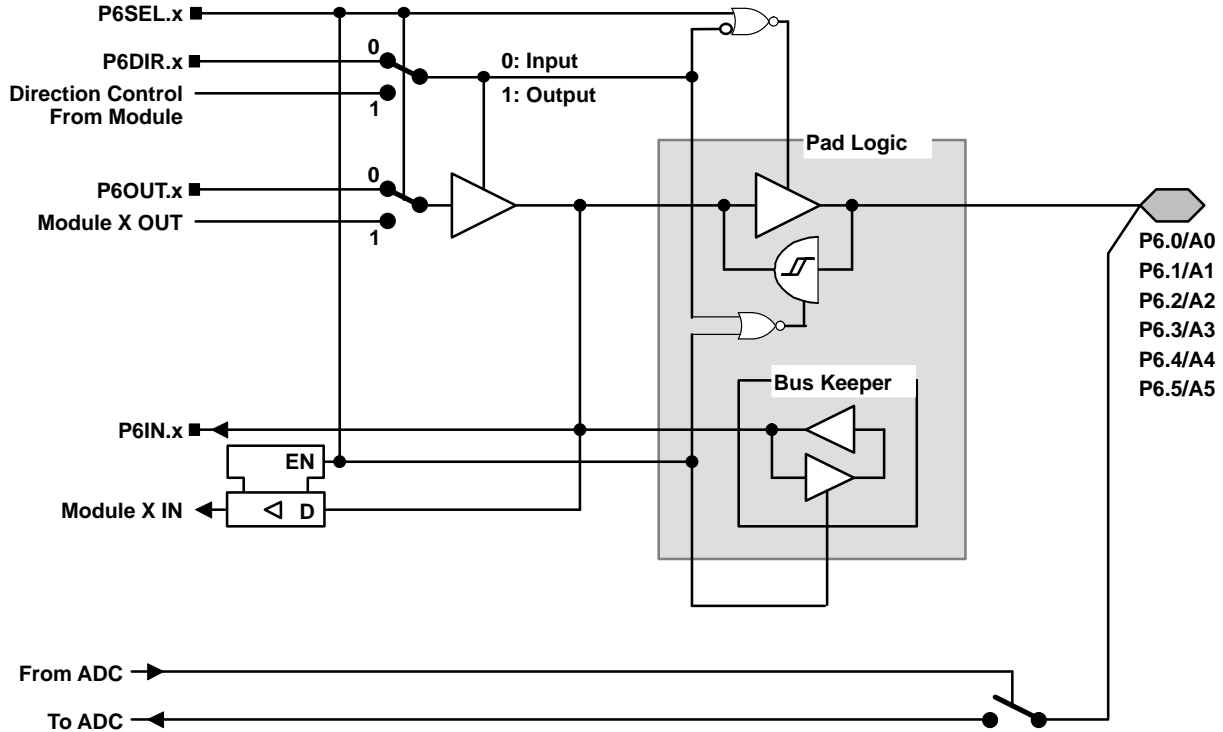 P6SEL.x
P6DIR.x
0
0: Input
Direction Control
From Module
1
1: Output
Pad Logic
P6OUT.x
0
Module X OUT
1
P6.0/A0
P6.1/A1
P6.2/A2
P6.3/A3
P6.4/A4
P6.5/A5
Bus Keeper
P6IN.x
EN
Module X IN
D
From ADC
To ADC